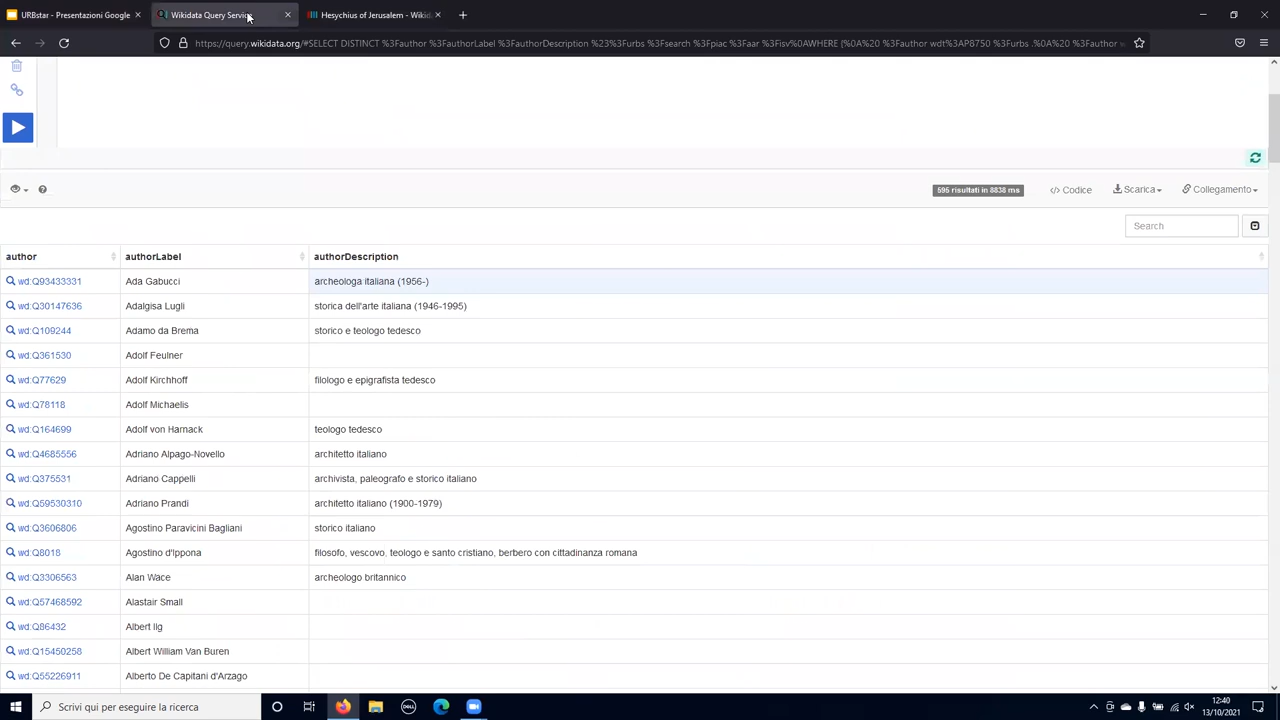 URBstar - Presentazioni Google
Wikidata Query Servi
Hesychius of Jerusalem - Wikid
https://query.wikidata.org/#SELECT DISTINCT %3Fauthor %3FauthorLabel %3FauthorDescription %23%3Furbs %3Fsearch %3Fpiac %3Far %3Fisv%0AWHERE {%0A%20 %3Fauthor wdt%3AP8750 %3Furbs .%0A%20 %3Fauthor s
595 risultati in 8838 ms
</> Codice
Scarica
Collegamento
Search
author authorLabel authorDescription
wd:Q93433331 Ada Gabucci archeologa italiana (1956-)
wd:Q30147636 Adalgisa Lugli storica dell'arte italiana (1946-1995)
wd:Q109244 Adamo da Brema storico e teologo tedesco
wd:Q361530 Adolf Feulner
wd:Q77629 Adolf Kirchhoff filologo e epigrafista tedesco
wd:Q78118 Adolf Michaelis
wd:Q164699 Adolf von Harnack teologo tedesco
wd:Q4685556 Adriano Alpago-Novello architetto italiano
wd:Q375531 Adriano Cappelli archivista, paleografo e storico italiano
wd:Q59530310 Adriano Prandi architetto italiano (1900-1979)
wd:Q3606806 Agostino Paravicini Bagliani storico italiano
wd:Q8018 Agostino d'Ippona filosofo, vescovo, teologo e santo cristiano, berbero con cittadinanza romana
wd:Q3306563 Alan Wace archeologo britannico
wd:Q57468592 Alastair Small
wd:Q86432 Albert Ilg
wd:Q15450258 Albert William Van Buren
wd:Q55226911 Alberto De Capitani d'Arzago
Scrivi qui per eseguire la ricerca
DELL
12:40
13/10/2021